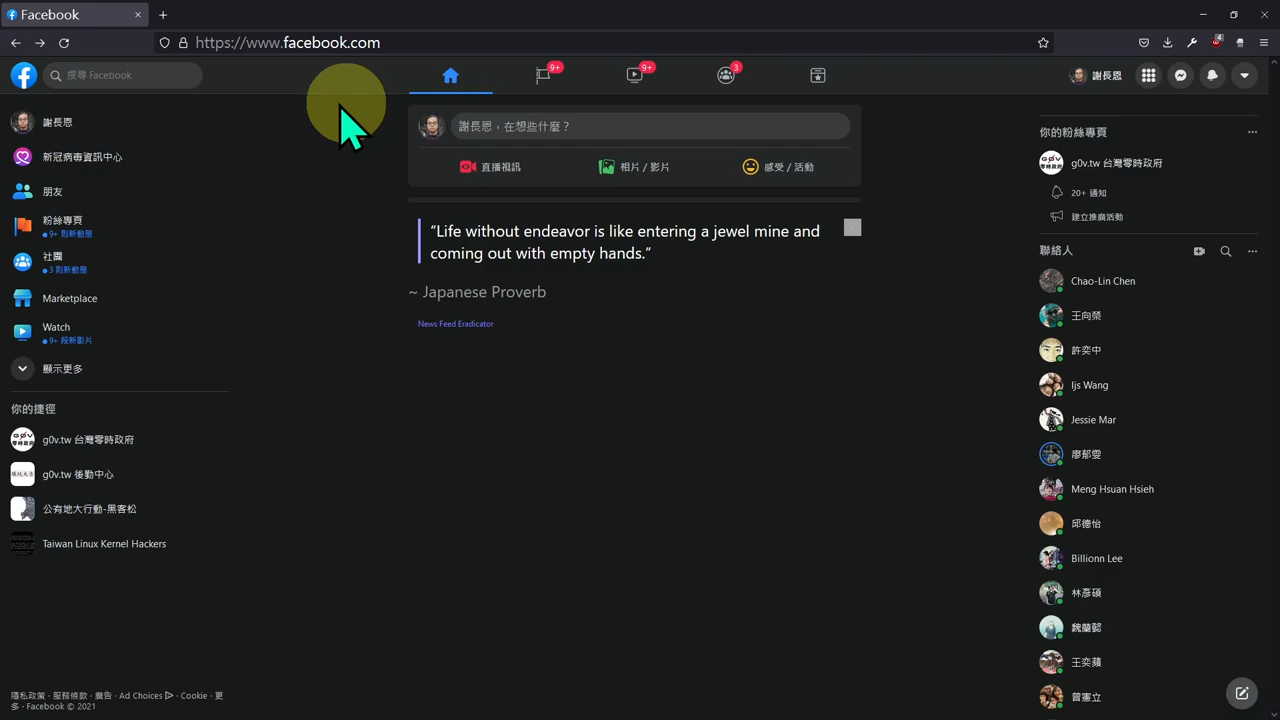 Facebook
https://www.facebook.com
4
搜尋 Facebook
9+
9+
3
謝長恩
謝長恩
新冠病毒資訊中心
朋友
粉絲專頁
9+ 則新動態
社團
3 則新動態
Marketplace
Watch
9+ 段新影片
顯示更多
你的捷徑
g0v.tw 台灣零時政府
g0v.tw 後勤中心
公有地大行動-黑客松
Taiwan Linux Kernel Hackers
隱私政策 · 服務條款 · 廣告 · Ad Choices · Cookie · 更
多 · Facebook © 2021
謝長恩，在想些什麼？
直播視訊
相片 / 影片
感受 / 活動
“Life without endeavor is like entering a jewel mine and
coming out with empty hands.”
~ Japanese Proverb
News Feed Eradicator
你的粉絲專頁
g0v.tw 台灣零時政府
20+ 通知
建立推廣活動
聯絡人
Chao-Lin Chen
王向榮
許奕中
Ijs Wang
Jessie Mar
廖郁雯
Meng Hsuan Hsieh
邱德怡
Billionn Lee
林彥碩
王奕蘋
曾憲立